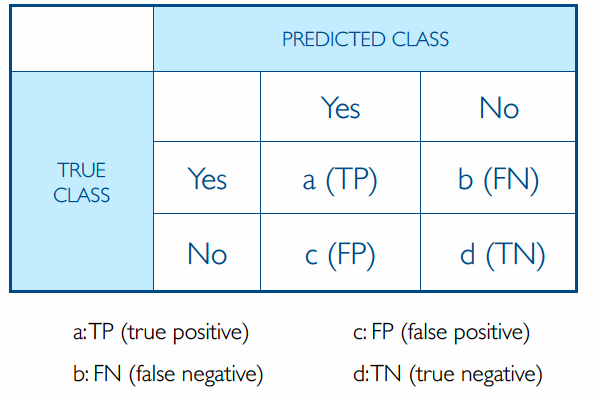 PREDICTED CLASS
Yes No
TRUE
CLASS
Yes a (TP) b (FN)
No c (FP) d (TN)
a: TP (true positive) c: FP (false positive)
b: FN (false negative) d: TN (true negative)